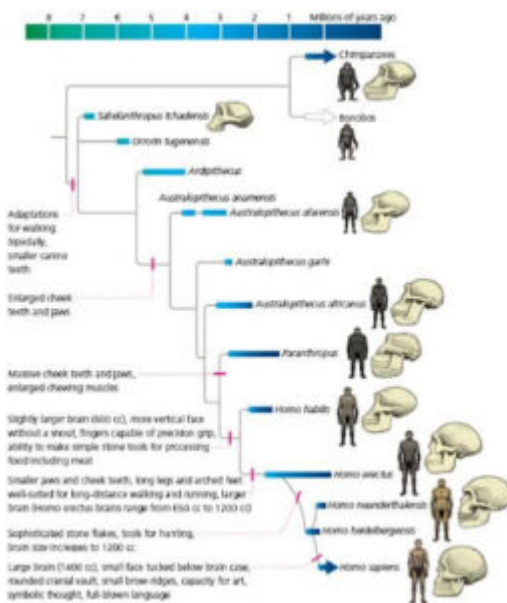 8 7 6 5 4 3 2 1 Millions of years ago
Chimpanzees
Bonobos
Sahelanthropus tchadensis
Orrorin tugenensis
Ardipithecus
Australopithecus anamensis
Australopithecus afarensis
Adaptations
for walking
bipedally,
smaller canine
teeth
Australopithecus garhi
Enlarged cheek
teeth and jaws
Australopithecus africanus
Paranthropus
Massive cheek teeth and jaws,
enlarged chewing muscles
Homo habilis
Slightly larger brain (600 cc), more vertical face
without a snout, fingers capable of precision grip,
ability to make simple stone tools for processing
food including meat
Homo erectus
Smaller jaws and cheek teeth, long legs and arched feet
well-suited for long-distance walking and running, larger
brain (Homo erectus brains range from 650 cc to 1200 cc)
Homo neanderthalensis
Sophisticated stone flakes, tools for hunting,
brain size increases to 1200 cc
Homo heidelbergensis
Large brain (1400 cc), small face tucked below brain case,
rounded cranial vault, small brow-ridges, capacity for art,
symbolic thought, full-blown language
Homo sapiens